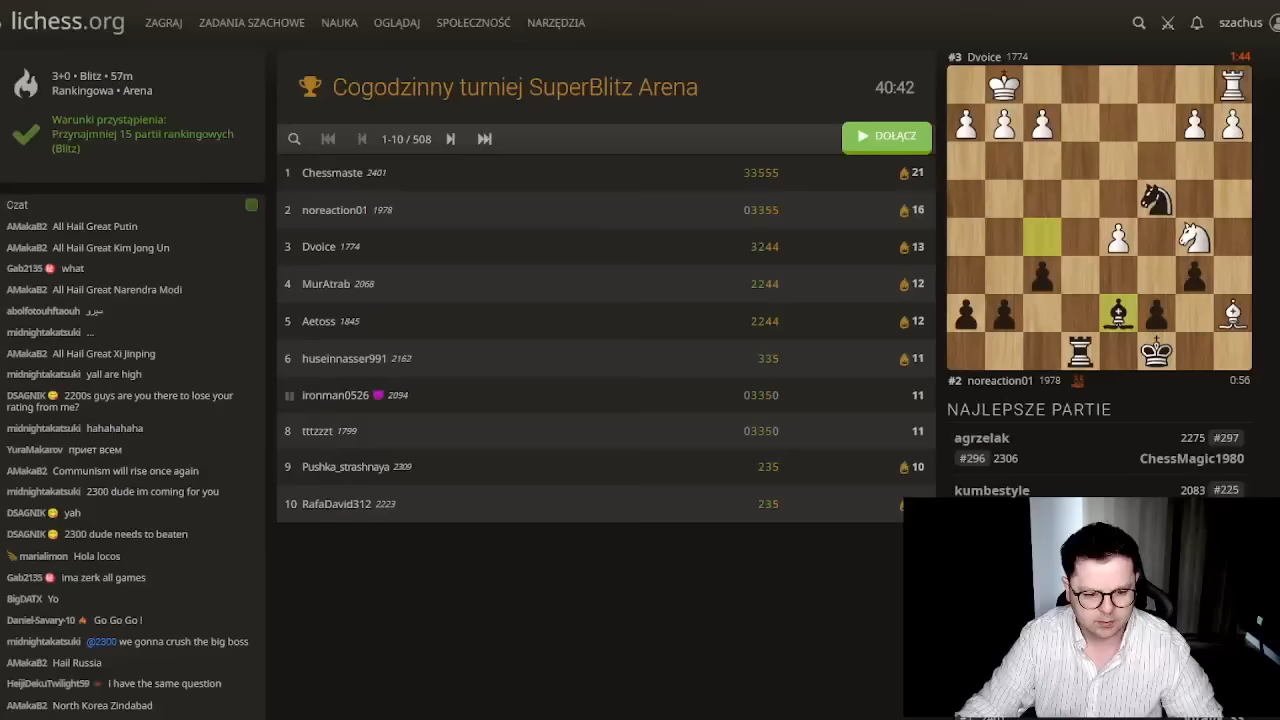 lichess.org ZAGRAJ ZADANIA SZACHOWE NAUKA OGLĄDAJ SPOŁECZNOŚĆ NARZĘDZIA szachus
3+0 • Blitz • 57m
Rankingowa • Arena
Warunki przystąpienia:
Przynajmniej 15 partii rankingowych
(Blitz)
Czat
AMakaB2 All Hail Great Putin
AMakaB2 All Hail Great Kim Jong Un
Gab2135 what
AMakaB2 All Hail Great Narendra Modi
abolfotouhftaouh
midnightakatsuki ...
AMakaB2 All Hail Great Xi Jinping
midnightakatsuki yall are high
DSAGNIK 2200s guys are you there to lose your
rating from me?
midnightakatsuki hahahahaha
YuraMakarov приет всем
AMakaB2 Communism will rise once again
midnightakatsuki 2300 dude im coming for you
DSAGNIK yah
DSAGNIK 2300 dude needs to beaten
marialimon Hola locos
Gab2135 Ima zerk all games
BigDATX Yo
Daniel-Savary-10 Go Go Go !
midnightakatsuki @2300 we gonna crush the big boss
AMakaB2 Hail Russia
HeijiDekuTwilight59 i have the same question
AMakaB2 North Korea Zindabad
Cogodzinny turniej SuperBlitz Arena 40:42
1-10 / 508 DOŁĄCZ
1 Chessmaste 2401 33555 21
2 noreaction01 1978 03355 16
3 Dvoice 1774 3244 13
4 MurAtrab 2068 2244 12
5 Aetoss 1845 2244 12
6 huseinnasser991 2162 335 11
ironman0526 2094 03350 11
8 tttzzzt 1799 03350 11
9 Pushka_strashnaya 2309 235 10
10 RafaDavid312 2223 235
#3 Dvoice 1774 1:44
#2 noreaction01 1978 0:56
NAJLEPSZE PARTIE
agrzelak 2275 #297
#296 2306 ChessMagic1980
kumbestyle 2083 #225